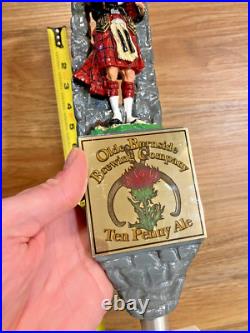 Olde Burnside
Brewing Company
Ten Penny Ale